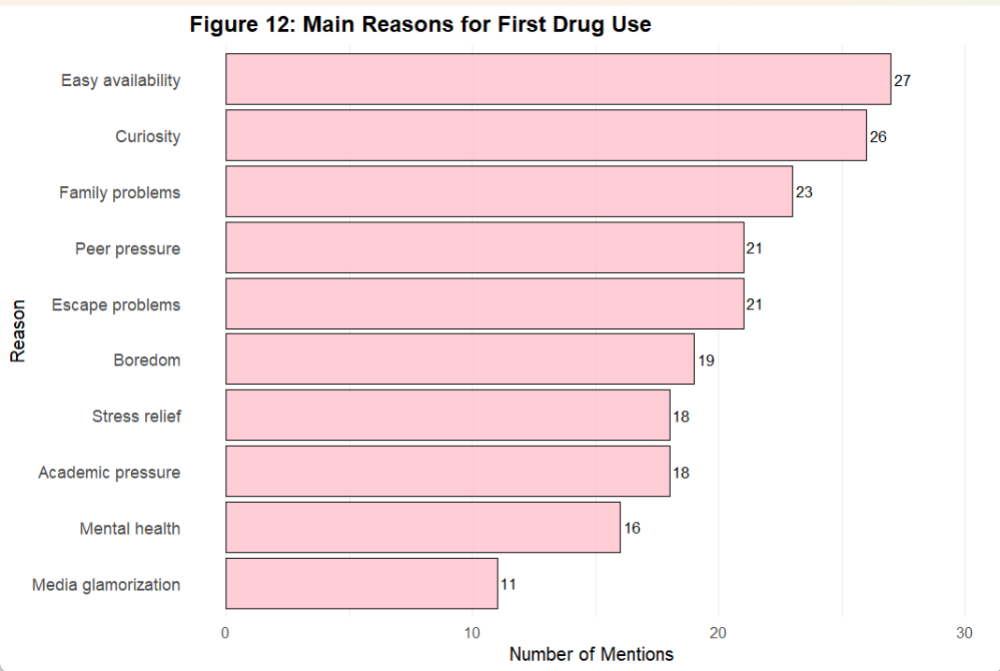 Figure 12: Main Reasons for First Drug Use
Easy availability 27
Curiosity 26
Family problems 23
Peer pressure 21
Escape problems 21
Boredom 19
Stress relief 18
Academic pressure 18
Mental health 16
Media glamorization 11
Reason
0 10 20 30
Number of Mentions